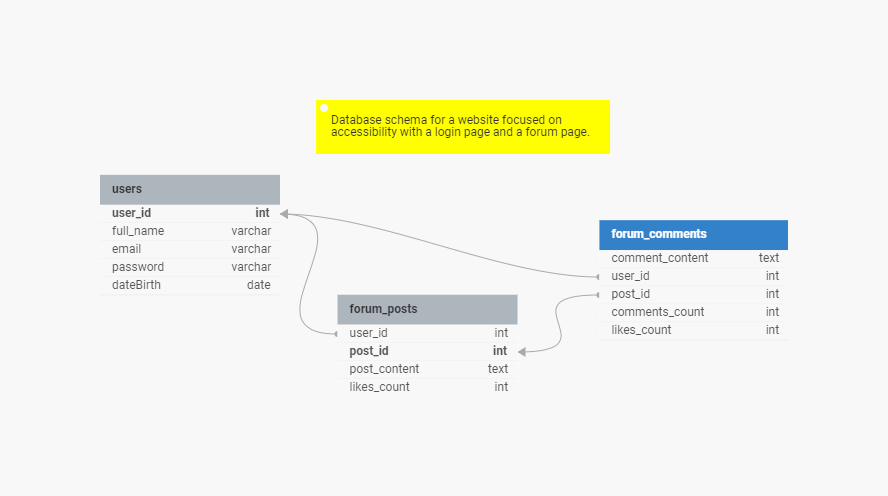 Database schema for a website focused on
accessibility with a login page and a forum page.
users
user_id int
full_name varchar
email varchar
password varchar
dateBirth date
forum_posts
user_id int
post_id int
post_content text
likes_count int
forum_comments
comment_content text
user_id int
post_id int
comments_count int
likes_count int